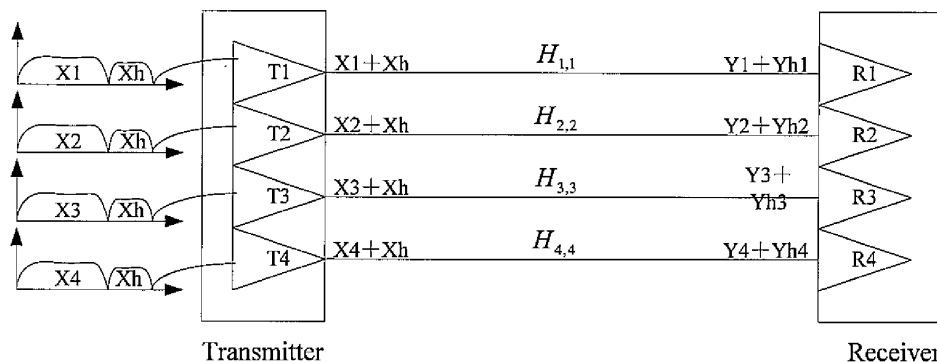 X1 Xh T1 X1+Xh H1,1 Y1+Yh1 R1
X2 Xh T2 X2+Xh H2,2 Y2+Yh2 R2
X3 Xh T3 X3+Xh H3,3 Y3+
Yh3 R3
X4 Xh T4 X4+Xh H4,4 Y4+Yh4 R4
Transmitter Receiver